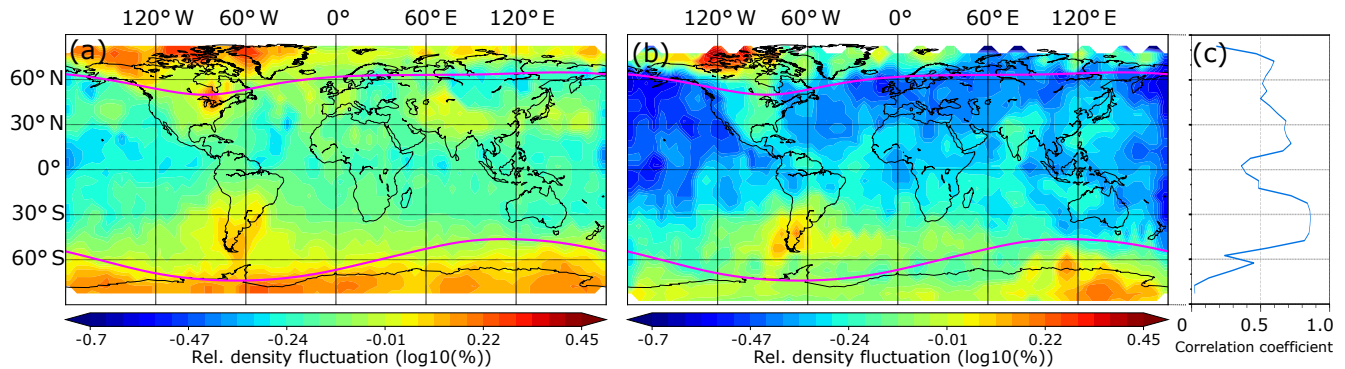 120° W 60° W 0° 60° E 120° E 120° W 60° W 0° 60° E 120° E
(a) (b) (c)
60° N
30° N
0°
30° S
60° S
-0.7 -0.47 -0.24 -0.01 0.22 0.45 -0.7 -0.47 -0.24 -0.01 0.22 0.45 0 0.5 1.0
Rel. density fluctuation (log10(%)) Rel. density fluctuation (log10(%)) Correlation coefficient